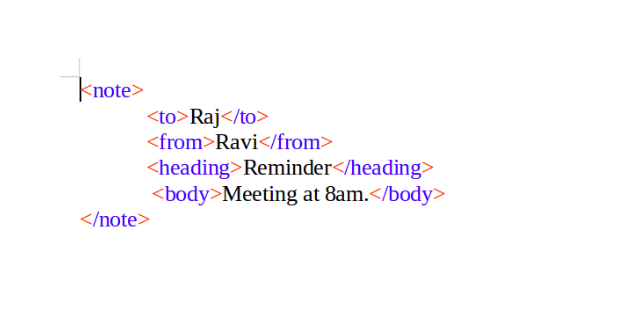 <note>
<to>Raj</to>
<from>Ravi</from>
<heading>Reminder</heading>
<body>Meeting at 8am.</body>
</note>